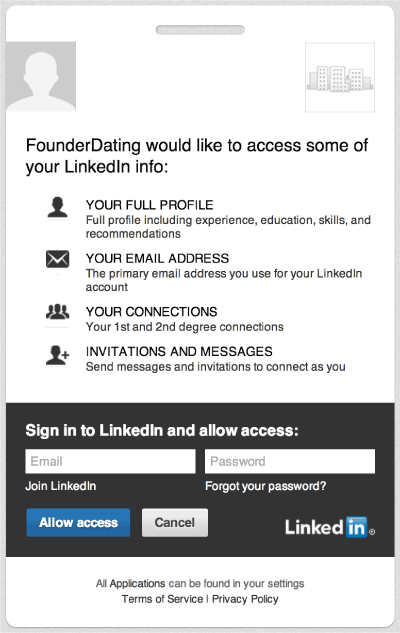 FounderDating would like to access some of
your LinkedIn info:
YOUR FULL PROFILE
Full profile including experience, education, skills, and
recommendations
YOUR EMAIL ADDRESS
The primary email address you use for your LinkedIn
account
YOUR CONNECTIONS
Your 1st and 2nd degree connections
INVITATIONS AND MESSAGES
Send messages and invitations to connect as you
Sign in to LinkedIn and allow access:
Email Password
Join LinkedIn Forgot your password?
Allow access Cancel LinkedIn®
All Applications can be found in your settings
Terms of Service | Privacy Policy